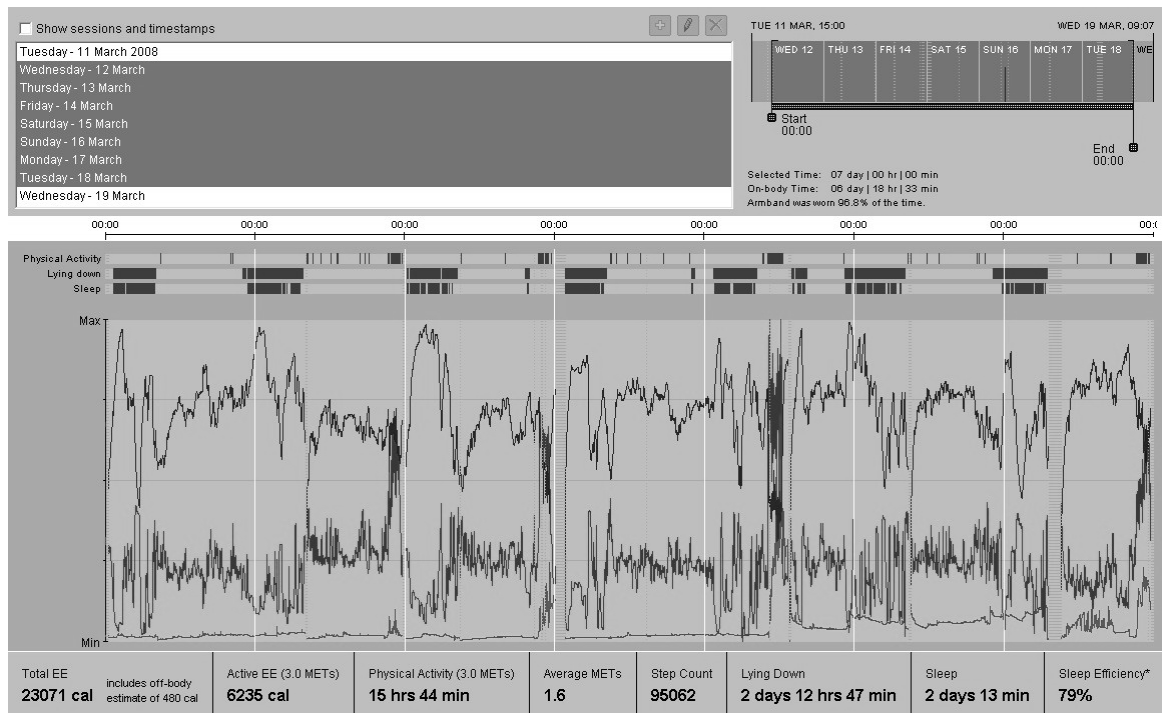 Show sessions and timestamps
Tuesday - 11 March 2008
Wednesday - 12 March
Thursday - 13 March
Friday - 14 March
Saturday - 15 March
Sunday - 16 March
Monday - 17 March
Tuesday - 18 March
Wednesday - 19 March
TUE 11 MAR, 15:00 WED 19 MAR, 09:07
WED 12 THU 13 FRI 14 SAT 15 SUN 16 MON 17 TUE 18 WE
Start
00:00
End
00:00
Selected Time: 07 day | 00 hr | 00 min
On-body Time: 06 day | 18 hr | 33 min
Armband was worn 96.8% of the time.
00:00 00:00 00:00 00:00 00:00 00:00 00:00 00:
Physical Activity
Lying down
Sleep
Max
Min
Total EE
23071 cal
includes off-body
estimate of 480 cal
Active EE (3.0 METs)
6235 cal
Physical Activity (3.0 METs)
15 hrs 44 min
Average METs
1.6
Step Count
95062
Lying Down
2 days 12 hrs 47 min
Sleep
2 days 13 min
Sleep Efficiency*
79%